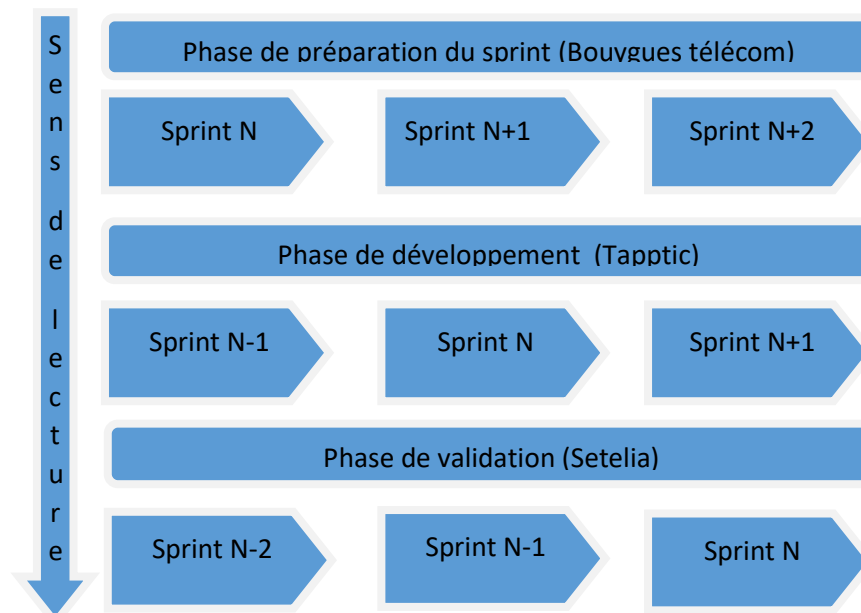 Sens de lecture
Phase de préparation du sprint (Bouygues télécom)
Sprint N
Sprint N+1
Sprint N+2
Phase de développement  (Tapptic)
Sprint N-1
Sprint N
Sprint N+1
Phase de validation (Setelia)
Sprint N-2
Sprint N-1
Sprint N